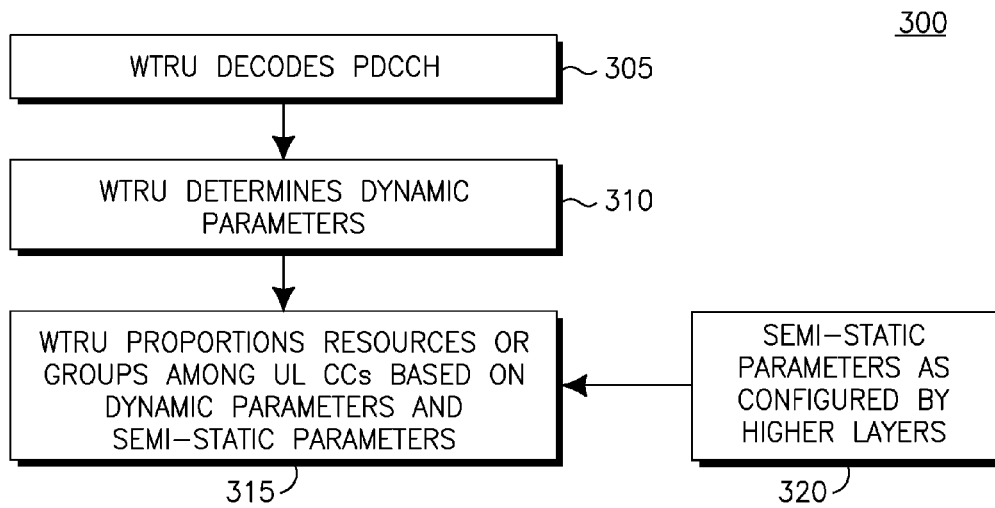 300
WTRU DECODES PDCCH
305
WTRU DETERMINES DYNAMIC
PARAMETERS
310
WTRU PROPORTIONS RESOURCES OR
GROUPS AMONG UL CCs BASED ON
DYNAMIC PARAMETERS AND
SEMI-STATIC PARAMETERS
315
SEMI-STATIC
PARAMETERS AS
CONFIGURED BY
HIGHER LAYERS
320